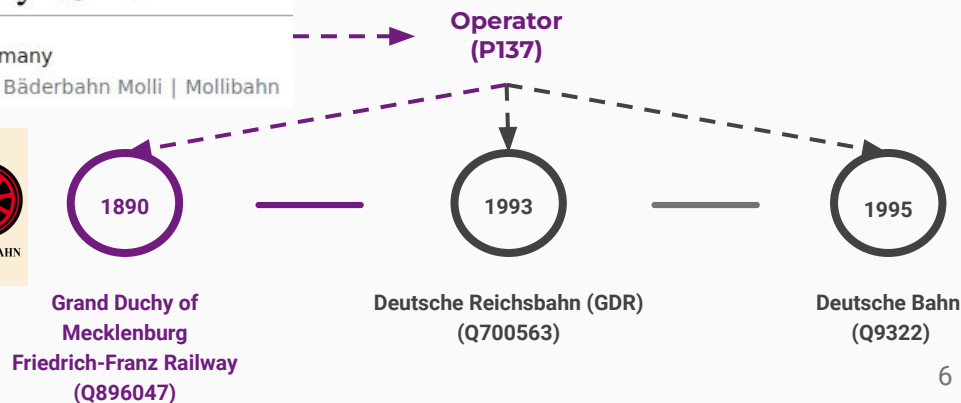 many
Bäderbahn Molli | Mollibahn
Operator
(P137)
AHN
1890
1993
1995
Grand Duchy of
Mecklenburg
Friedrich-Franz Railway
(Q896047)
Deutsche Reichsbahn (GDR)
(Q700563)
Deutsche Bahn
(Q9322)
6